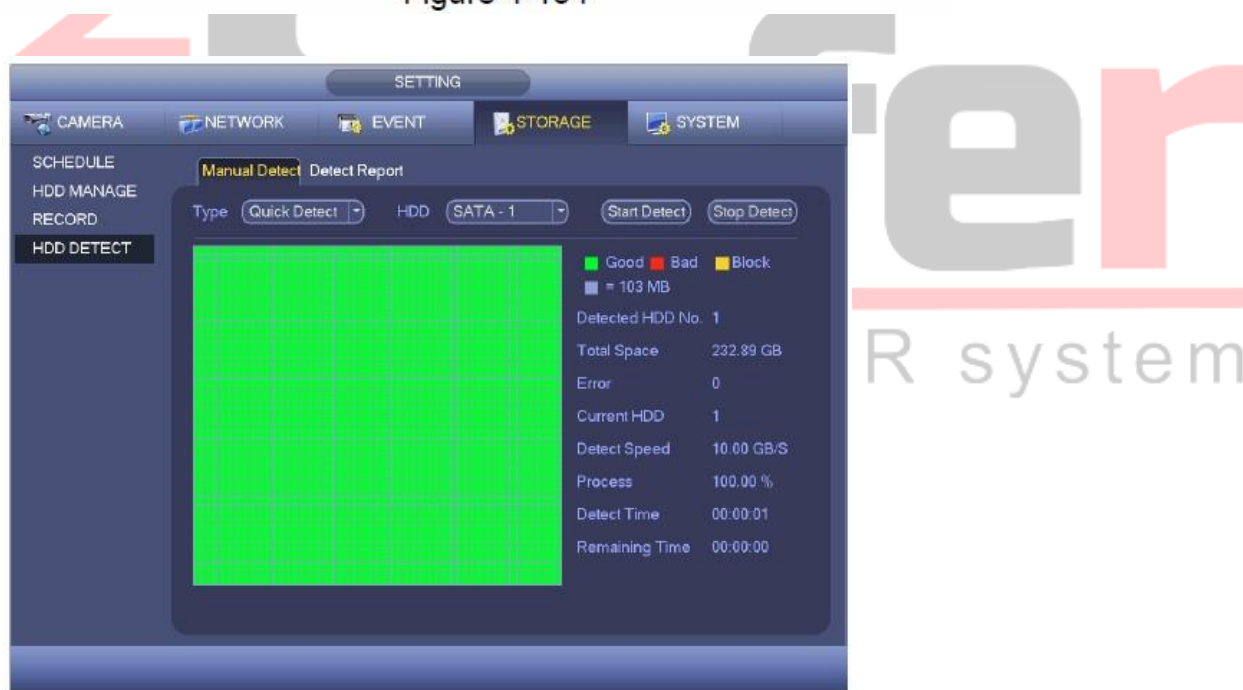 SETTING
CAMERA NETWORK EVENT STORAGE SYSTEM
SCHEDULE
HDD MANAGE
RECORD
HDD DETECT
Manual Detect Detect Report
Type Quick Detect HDD SATA - 1 Start Detect Stop Detect
Good Bad Block
= 103 MB
Detected HDD No. 1
Total Space 232.89 GB
Error 0
Current HDD 1
Detect Speed 10.00 GB/S
Process 100.00 %
Detect Time 00:00:01
Remaining Time 00:00:00
R system